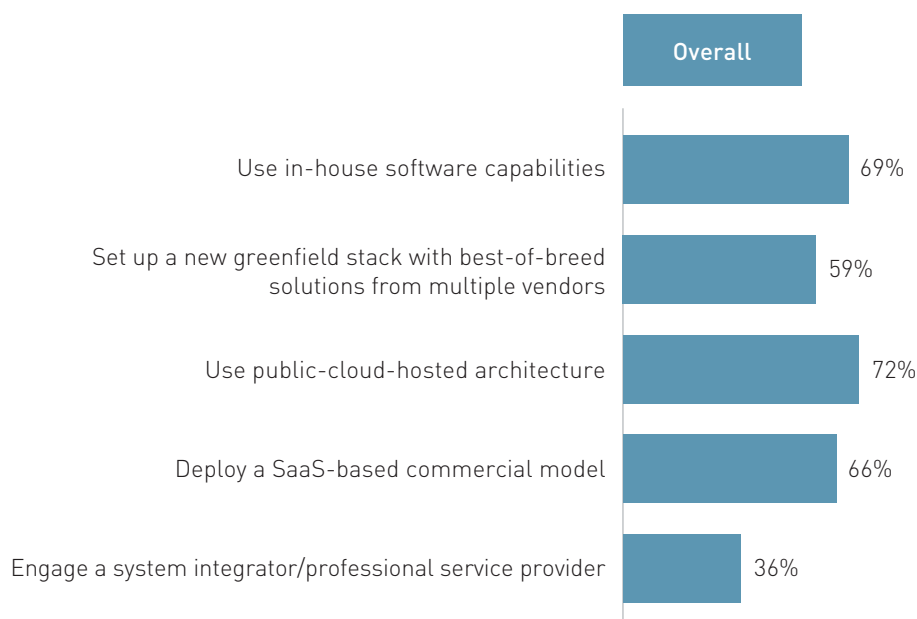 Overall
Use in-house software capabilities
69%
Set up a new greenfield stack with best-of-breed
solutions from multiple vendors
59%
Use public-cloud-hosted architecture
72%
Deploy a SaaS-based commercial model
66%
Engage a system integrator/professional service provider
36%